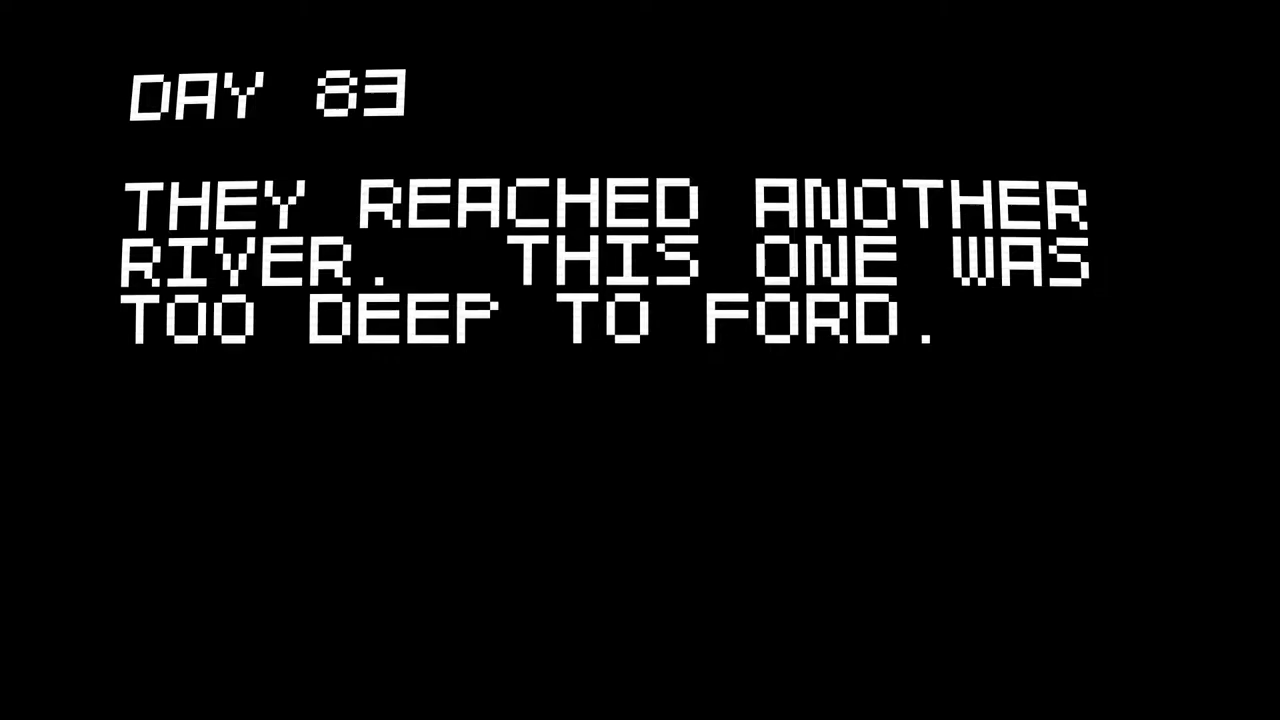 DAY 83
THEY REACHED ANOTHER
RIVER.  THIS ONE WAS
TOO DEEP TO FORD.